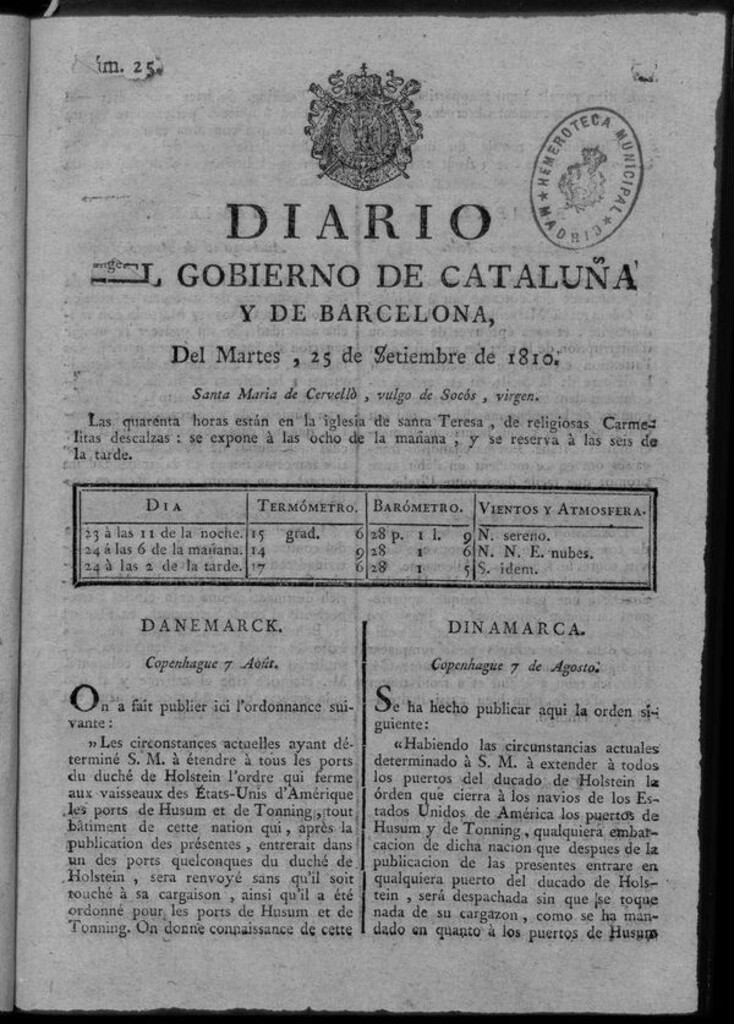 úm. 25.
HEMEROTECA MUNICIPAL
★ MADRID ★
DIARIO
L GOBIERNO DE CATALUÑA
Y DE BARCELONA,
Del Martes , 25 de Setiembre de 1810.
Santa Maria de Cervellò , vulgo de Socós , virgen.
Las quarenta horas están en la iglesia de santa Teresa , de religiosas Carme-
litas descalzas : se expone à las ocho de la mañana , y se reserva à las seis de
la tarde.
DIA TERMÓMETRO. BARÓMETRO. VIENTOS Y ATMOSFERA.
23 à las 11 de la noche. 15 grad. 6 28 p. 1 l. 9 N. sereno.
24 á las 6 de la mañana. 14 9 28 1 6 N. N. E. nubes.
24 à las 2 de la tarde. 17 6 28 1 5 S. idem.
DANEMARCK.
Copenhague 7 Août.
On a fait publier ici l'ordonnance sui-
vante :
»Les circonstances actuelles ayant dé-
terminé S. M. à étendre à tous les ports
du duché de Holstein l'ordre qui ferme
aux vaisseaux des États-Unis d'Amérique
les ports de Husum et de Tonning , tout
bâtiment de cette nation qui , après la
publication des présentes , entrerait dans
un des ports quelconques du duché de
Holstein , sera renvoyé sans qu'il soit
touché à sa cargaison , ainsi qu'il a été
ordonné pour les ports de Husum et de
Tonning. On donne connaissance de cette
DINAMARCA.
Copenhague 7 de Agosto.
Se ha hecho publicar aqui la orden si-
guiente:
«Habiendo las circunstancias actuales
determinado à S. M. à extender à todos
los puertos del ducado de Holstein la
órden que cierra à los navios de los Es-
tados Unidos de América los puertos de
Husum y de Tonning , qualquiera embar-
cacion de dicha nacion que despues de la
publicacion de las presentes entrare en
qualquiera puerto del ducado de Hols-
tein , será despachada sin que se toque
nada de su cargazon , como se ha man-
dado en quanto à los puertos de Husum